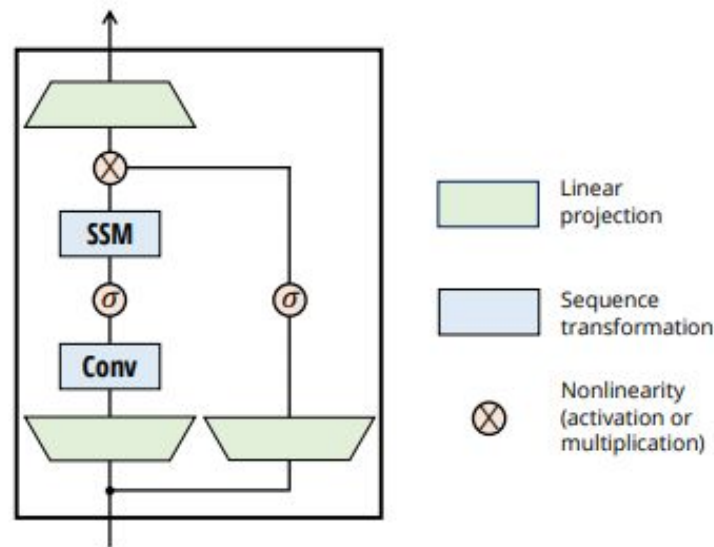 SSM
σ
σ
Conv
Linear
projection
Sequence
transformation
Nonlinearity
(activation or
multiplication)